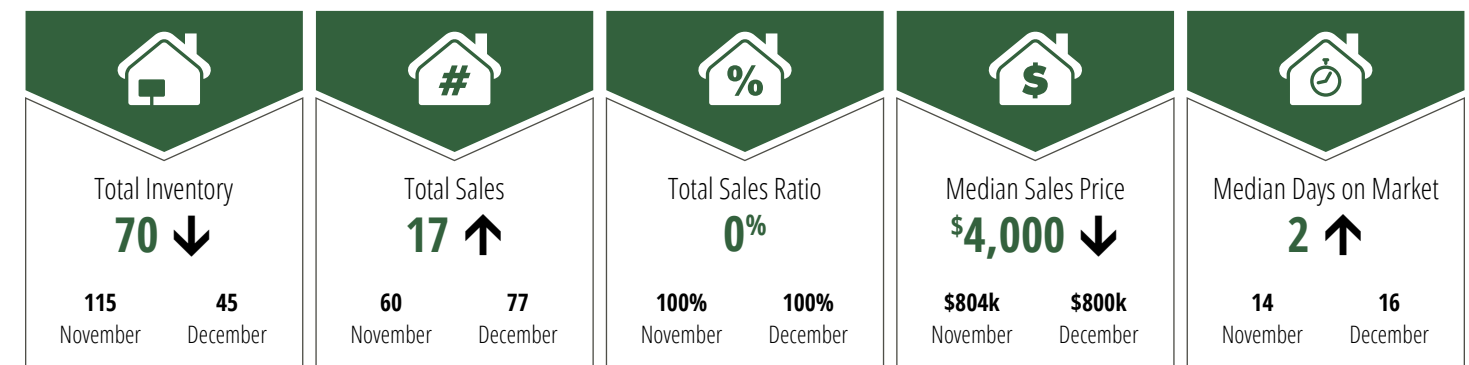 #
%
$
Total Inventory
70 ↓
115 45
November December
Total Sales
17 ↑
60 77
November December
Total Sales Ratio
0%
100% 100%
November December
Median Sales Price
$4,000 ↓
$804k $800k
November December
Median Days on Market
2 ↑
14 16
November December